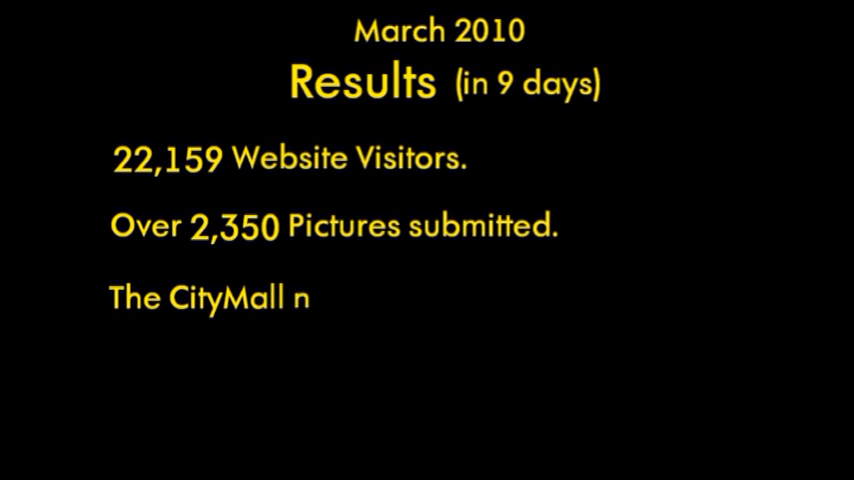 March 2010
Results (in 9 days)
22,159 Website Visitors.
Over 2,350 Pictures submitted.
The CityMall n